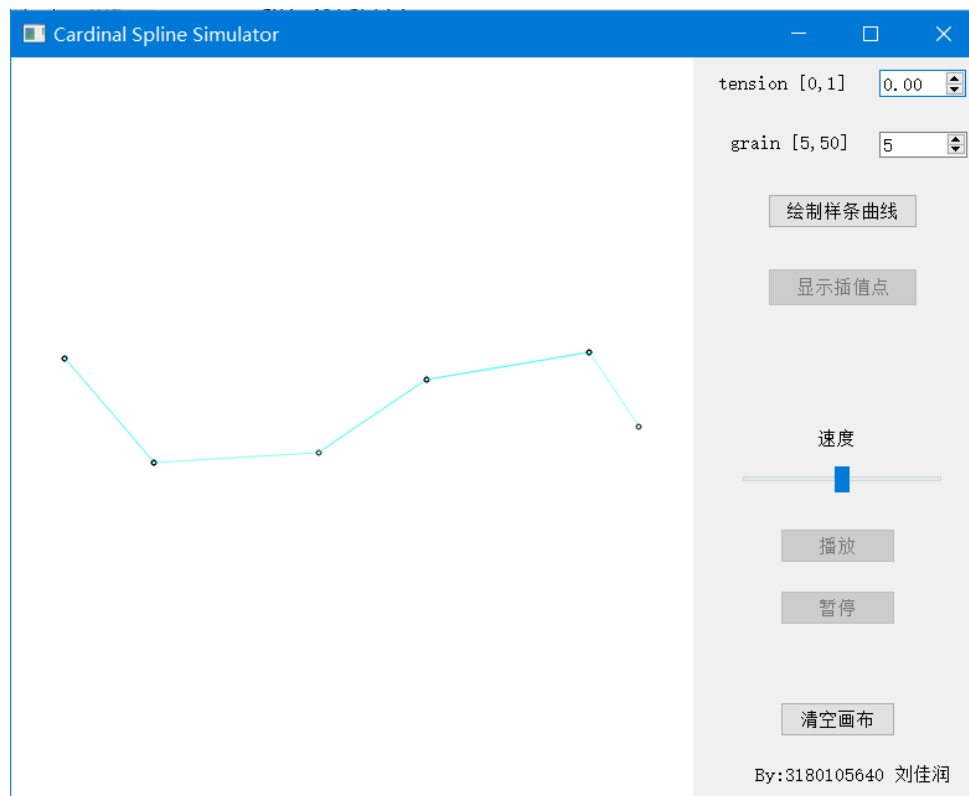 Cardinal Spline Simulator
tension [0,1] 0.00
grain [5,50] 5
绘制样条曲线
显示插值点
速度
播放
暂停
清空画布
By:3180105640 刘佳润